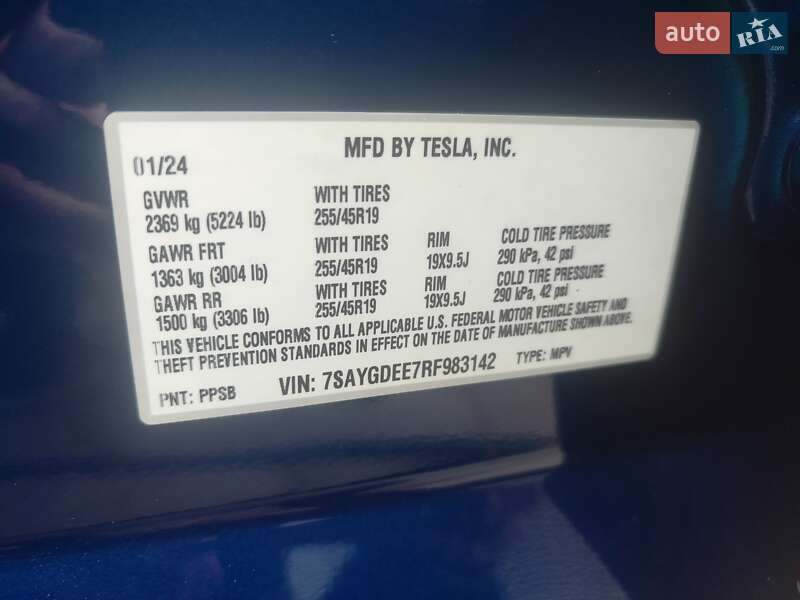 auto RIA.com
MFD BY TESLA, INC.
01/24
GVWR WITH TIRES
2369 kg (5224 lb) 255/45R19
GAWR FRT WITH TIRES RIM COLD TIRE PRESSURE
1363 kg (3004 lb) 255/45R19 19X9.5J 290 kPa, 42 psi
GAWR RR WITH TIRES RIM COLD TIRE PRESSURE
1500 kg (3306 lb) 255/45R19 19X9.5J 290 kPa, 42 psi
THIS VEHICLE CONFORMS TO ALL APPLICABLE U.S. FEDERAL MOTOR VEHICLE SAFETY AND
THEFT PREVENTION STANDARDS IN EFFECT ON THE DATE OF MANUFACTURE SHOWN ABOVE.
PNT: PPSB VIN: 7SAYGDEE7RF983142 TYPE: MPV